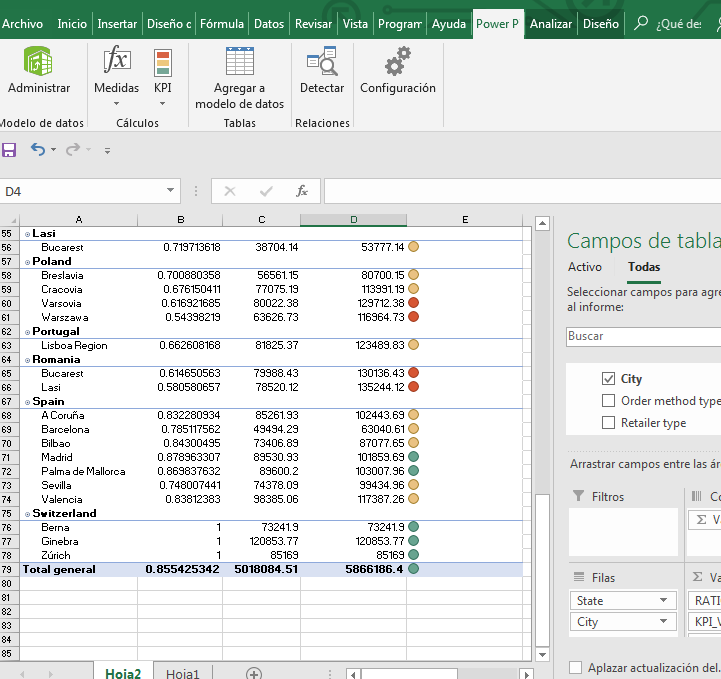 Archivo Inicio Insertar Diseño c Fórmula Datos Revisar Vista Program Ayuda Power P Analizar Diseño ¿Qué de:
Administrar Medidas KPI Agregar a modelo de datos Detectar Configuración
Modelo de datos Cálculos Tablas Relaciones
D4 fx
A B C D E
55 Lasi
56 Bucarest 0.719713618 38704.14 53777.14
57 Poland
58 Breslavia 0.700880358 56561.15 80700.15
59 Cracovia 0.676150411 77075.19 113991.19
60 Varsovia 0.616921685 80022.38 129712.38
61 Warszawa 0.54398219 63626.73 116964.73
62 Portugal
63 Lisboa Region 0.662608168 81825.37 123489.83
64 Romania
65 Bucarest 0.614650563 79988.43 130136.43
66 Lasi 0.580580657 78520.12 135244.12
67 Spain
68 A Coruña 0.832280934 85261.93 102443.69
69 Barcelona 0.785117562 49494.29 63040.61
70 Bilbao 0.84300495 73406.89 87077.65
71 Madrid 0.878963307 89530.93 101859.69
72 Palma de Mallorca 0.869837632 89600.2 103007.96
73 Sevilla 0.748007441 74378.09 99434.96
74 Valencia 0.83812383 98385.06 117387.26
75 Switzerland
76 Berna 1 73241.9 73241.9
77 Ginebra 1 120853.77 120853.77
78 Zúrich 1 85169 85169
79 Total general 0.855425342 5018084.51 5866186.4
80
81
82
83
84
85
Hoja2 Hoja1
Campos de tabla
Activo Todas
Seleccionar campos para agre
al informe:
Buscar
City
Order method type
Retailer type
Arrastrar campos entre las ár
Filtros Co
Σ Va
Filas Σ Va
State RATI
City KPI_V
Aplazar actualización del.